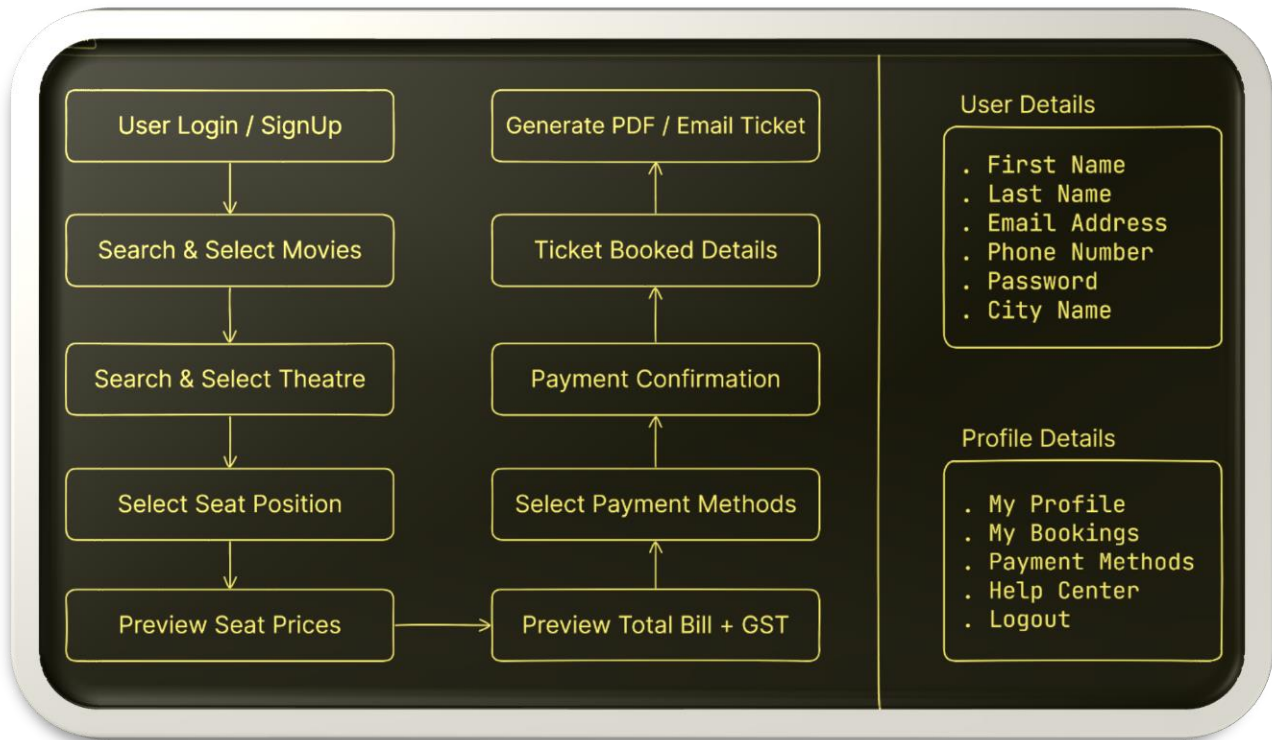 User Login / SignUp
Search & Select Movies
Search & Select Theatre
Select Seat Position
Preview Seat Prices
Preview Total Bill + GST
Select Payment Methods
Payment Confirmation
Ticket Booked Details
Generate PDF / Email Ticket
User Details
. First Name
. Last Name
. Email Address
. Phone Number
. Password
. City Name
Profile Details
. My Profile
. My Bookings
. Payment Methods
. Help Center
. Logout